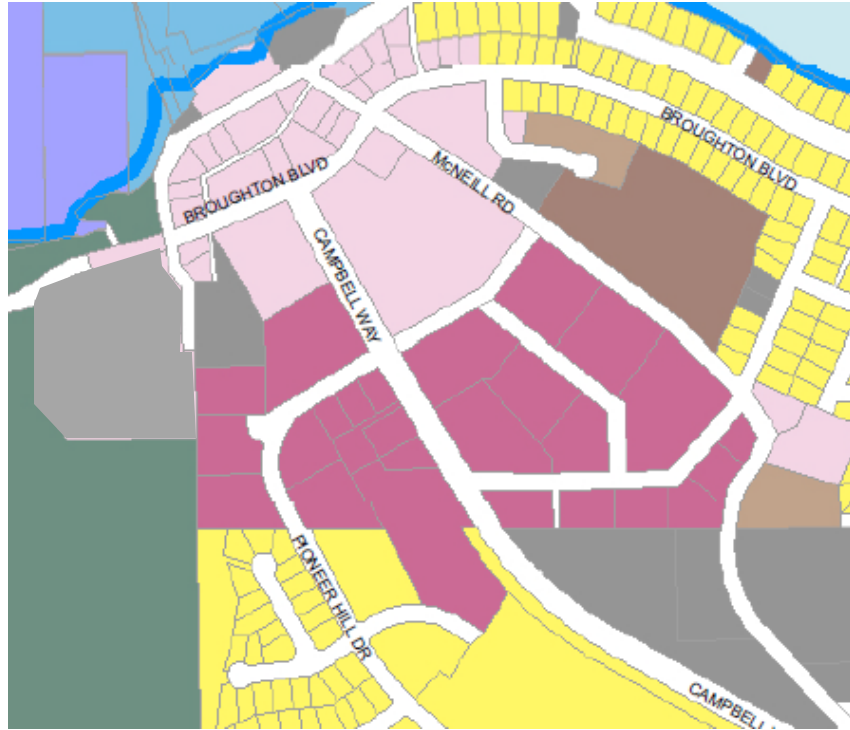 BROUGHTON BLVD
BROUGHTON BLVD
McNEILL RD
CAMPBELL WAY
PIONEER HILL DR
CAMPBELL